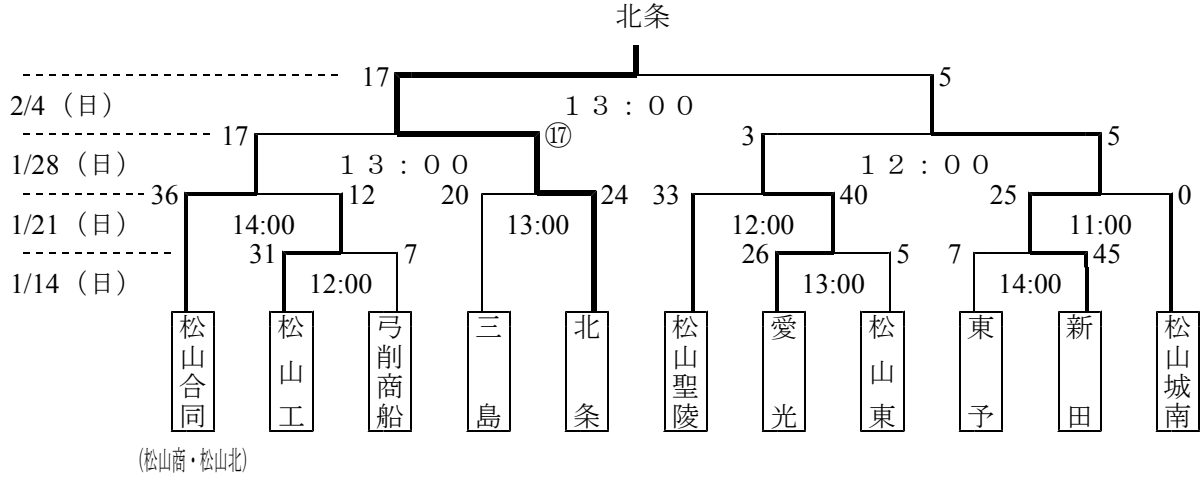 北条
17 5
2/4（日） １３：００
17 ⑰ 3 5
1/28（日） １３：００ １２：００
36 12 20 24 33 40 25 0
1/21（日） 14:00 13:00 12:00 11:00
31 7 26 5 7 45
1/14（日） 12:00 13:00 14:00
松山合同
松山工
弓削商船
三島
北条
松山聖陵
愛光
松山東
東予
新田
松山城南
(松山商・松山北)